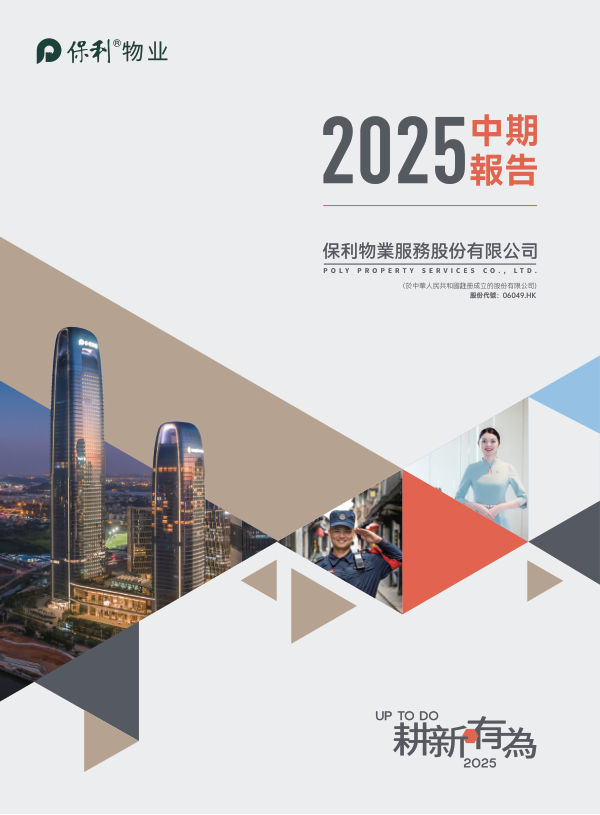 保利®物业
2025 中期
報告
保利物業服務股份有限公司
POLY PROPERTY SERVICES CO., LTD.
（於中華人民共和國註冊成立的股份有限公司）
股份代號：06049.HK
UP TO DO
耕新有為
2025